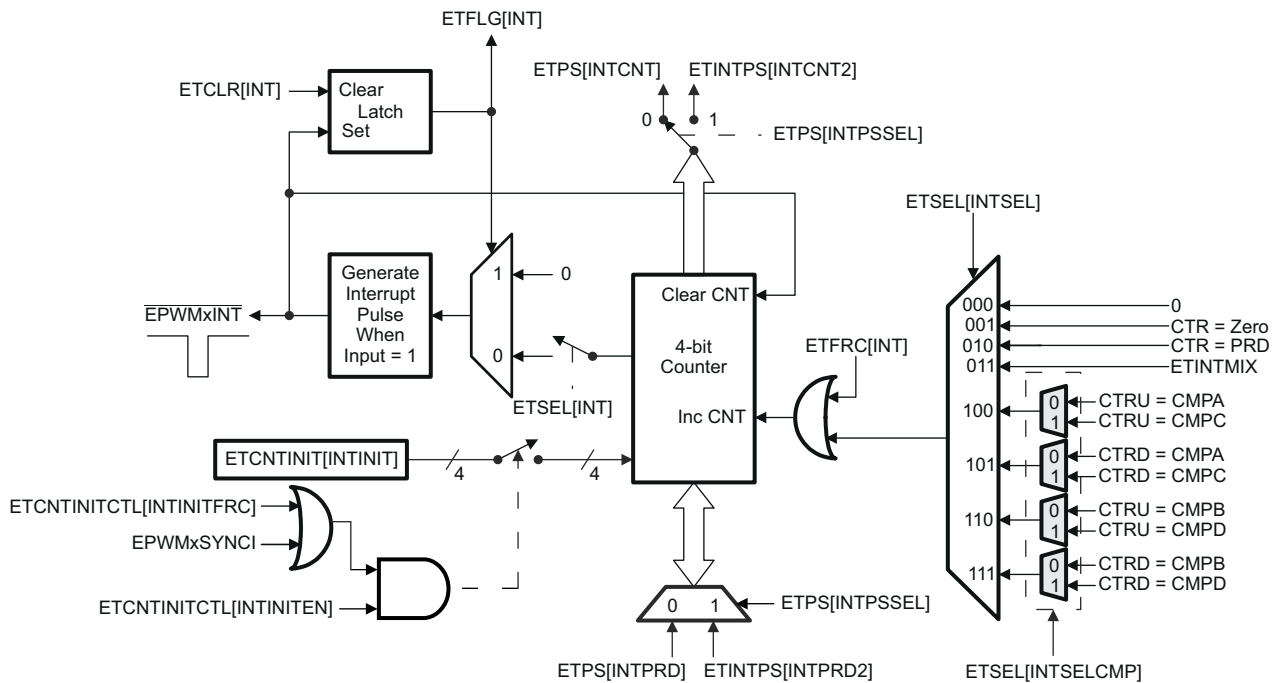 ETFLG[INT]
ETPS[INTCNT]
ETINTPS[INTCNT2]
ETCLR[INT]
Clear
Latch
Set
0
1
ETPS[INTPSSEL]
ETSEL[INTSEL]
EPWMxINT
Generate
Interrupt
Pulse
When
Input = 1
1
0
0
ETSEL[INT]
Clear CNT
4-bit
Counter
Inc CNT
ETFRC[INT]
000
0
001
CTR = Zero
010
CTR = PRD
011
ETINTMIX
100
0
CTRU = CMPA
1
CTRU = CMPC
101
0
CTRD = CMPA
1
CTRD = CMPC
110
0
CTRU = CMPB
1
CTRU = CMPD
111
0
CTRD = CMPB
1
CTRD = CMPD
ETSEL[INTSELCMP]
ETCNTINIT[INTINIT]
4
4
ETCNTINITCTL[INTINITFRC]
EPWMxSYNCI
ETCNTINITCTL[INTINITEN]
0
1
ETPS[INTPSSEL]
ETPS[INTPRD]
ETINTPS[INTPRD2]